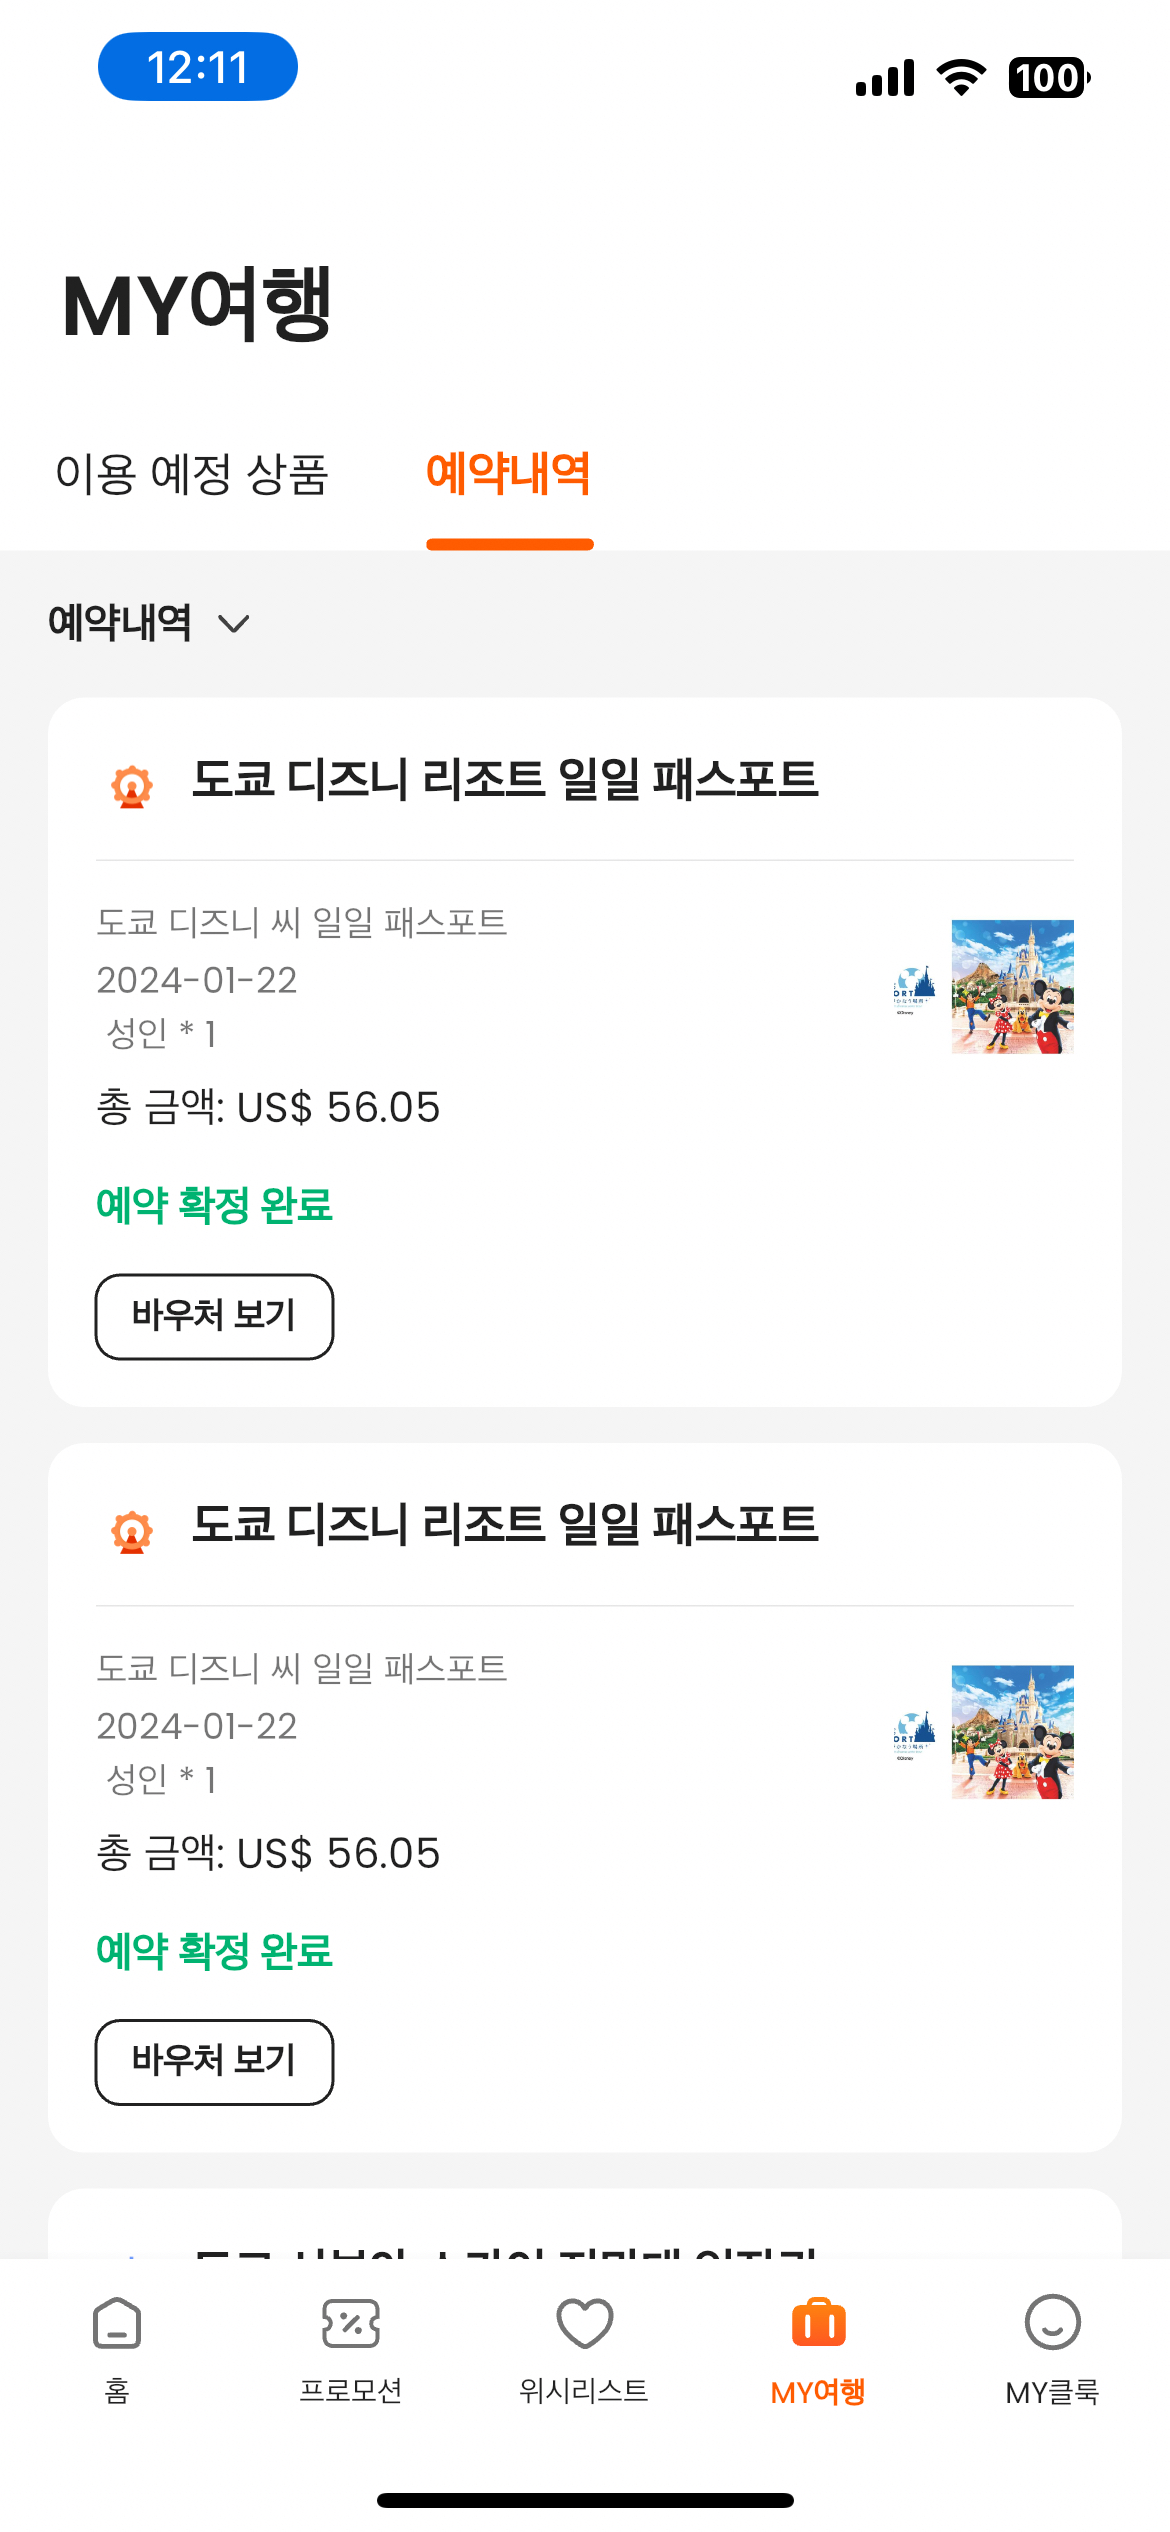 12:11
100
MY여행
이용 예정 상품
예약내역
예약내역
도쿄 디즈니 리조트 일일 패스포트
도쿄 디즈니 씨 일일 패스포트
2024-01-22
성인 * 1
총 금액: US$ 56.05
예약 확정 완료
바우처 보기
도쿄 디즈니 리조트 일일 패스포트
도쿄 디즈니 씨 일일 패스포트
2024-01-22
성인 * 1
총 금액: US$ 56.05
예약 확정 완료
바우처 보기
홈
프로모션
위시리스트
MY여행
MY클룩